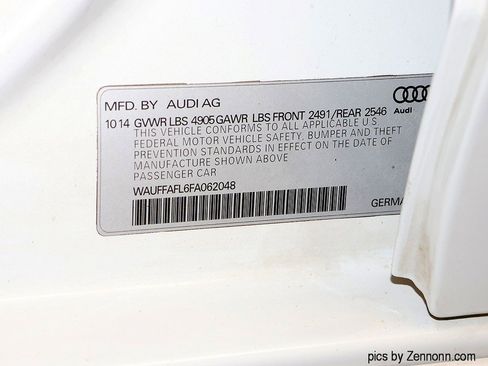 MFD. BY AUDI AG
10 14 GVWR LBS 4905 GAWR LBS FRONT 2491/REAR 2546
Audi
THIS VEHICLE CONFORMS TO ALL APPLICABLE U.S.
FEDERAL MOTOR VEHICLE SAFETY, BUMPER AND THEFT
PREVENTION STANDARDS IN EFFECT ON THE DATE OF
MANUFACTURE SHOWN ABOVE
PASSENGER CAR
WAUFFAFL6FA062048
GERMA
pics by Zennonn.com